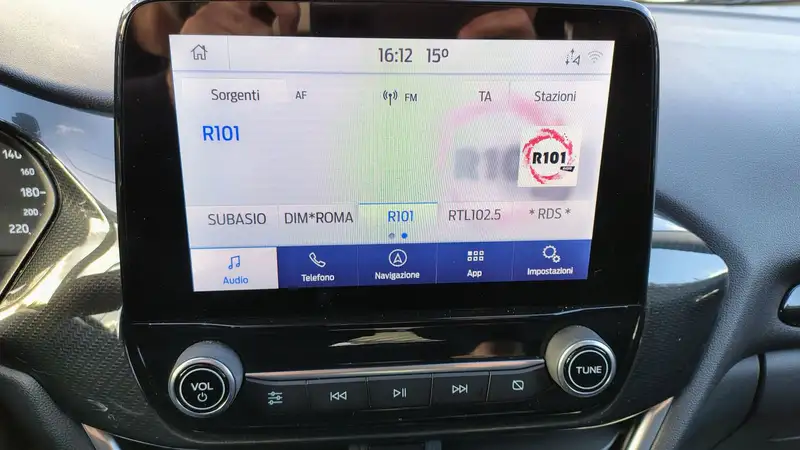 16:12 15º
Sorgenti AF FM TA Stazioni
R101
R101
SUBASIO DIM*ROMA R101 RTL102.5 * RDS *
Audio Telefono Navigazione App Impostazioni
140
160
180
200
220
VOL
TUNE